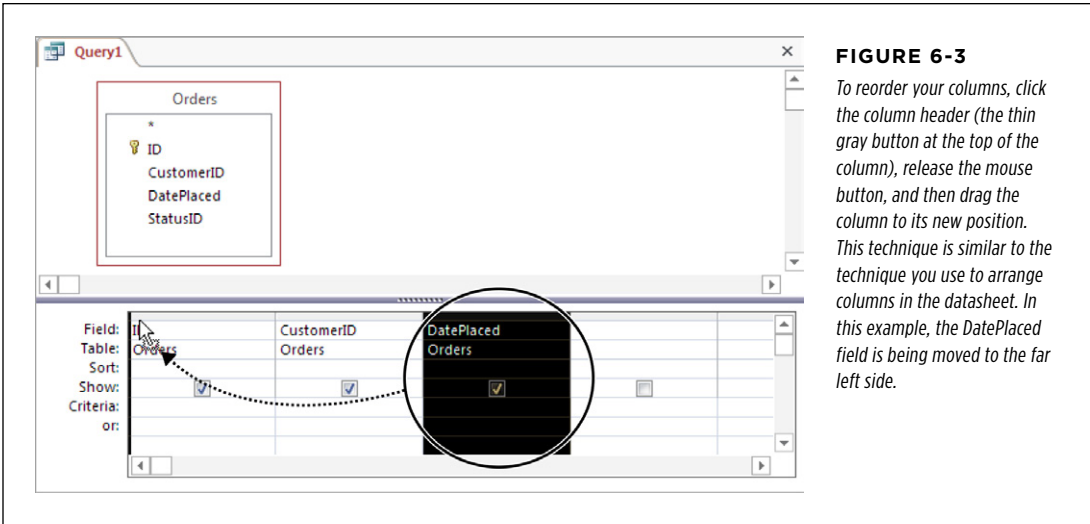 Query1
Orders
*
ID
CustomerID
DatePlaced
StatusID
Field: CustomerID DatePlaced
Table: Orders Orders Orders
Sort:
Show:
Criteria:
or:
FIGURE 6-3
To reorder your columns, click
the column header (the thin
gray button at the top of the
column), release the mouse
button, and then drag the
column to its new position.
This technique is similar to the
technique you use to arrange
columns in the datasheet. In
this example, the DatePlaced
field is being moved to the far
left side.